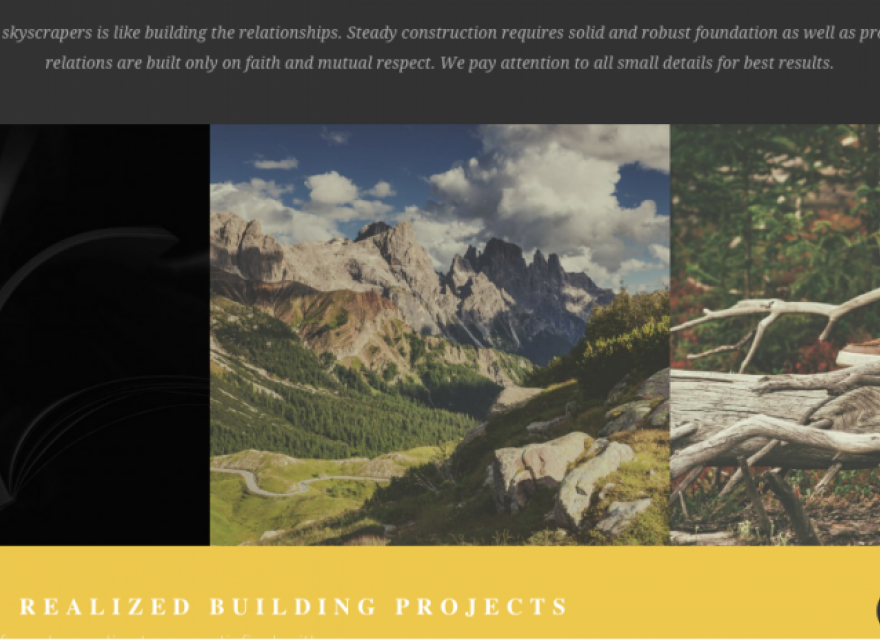 skyscrapers is like building the relationships. Steady construction requires solid and robust foundation as well as
relations are built only on faith and mutual respect. We pay attention to all small details for best results.
REALIZED BUILDING PROJECTS